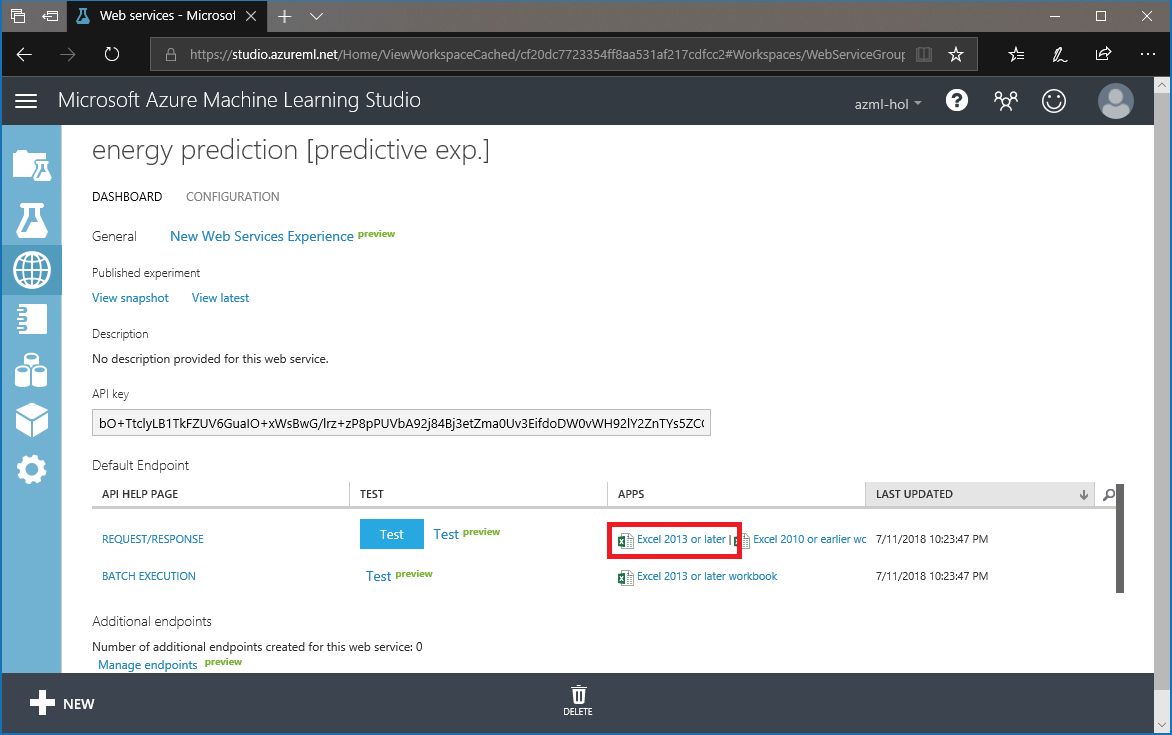 Web services - Microsof
https://studio.azureml.net/Home/ViewWorkspaceCached/cf20dc7723354ff8aa531af217cdfcc2#Workspaces/WebServiceGroup
Microsoft Azure Machine Learning Studio
azml-hol
energy prediction [predictive exp.]
DASHBOARD CONFIGURATION
General New Web Services Experience preview
Published experiment
View snapshot View latest
Description
No description provided for this web service.
API key
bO+TtclyLB1TkFZUV6GuaIO+xWsBwG/lrz+zP8pPUVbA92j84Bj3etZma0Uv3EifdoDW0vWH92lY2ZnTYs5ZC
Default Endpoint
API HELP PAGE TEST APPS LAST UPDATED
REQUEST/RESPONSE Test Test preview Excel 2013 or later | Excel 2010 or earlier wo 7/11/2018 10:23:47 PM
BATCH EXECUTION Test preview Excel 2013 or later workbook 7/11/2018 10:23:47 PM
Additional endpoints
Number of additional endpoints created for this web service: 0
Manage endpoints preview
NEW DELETE